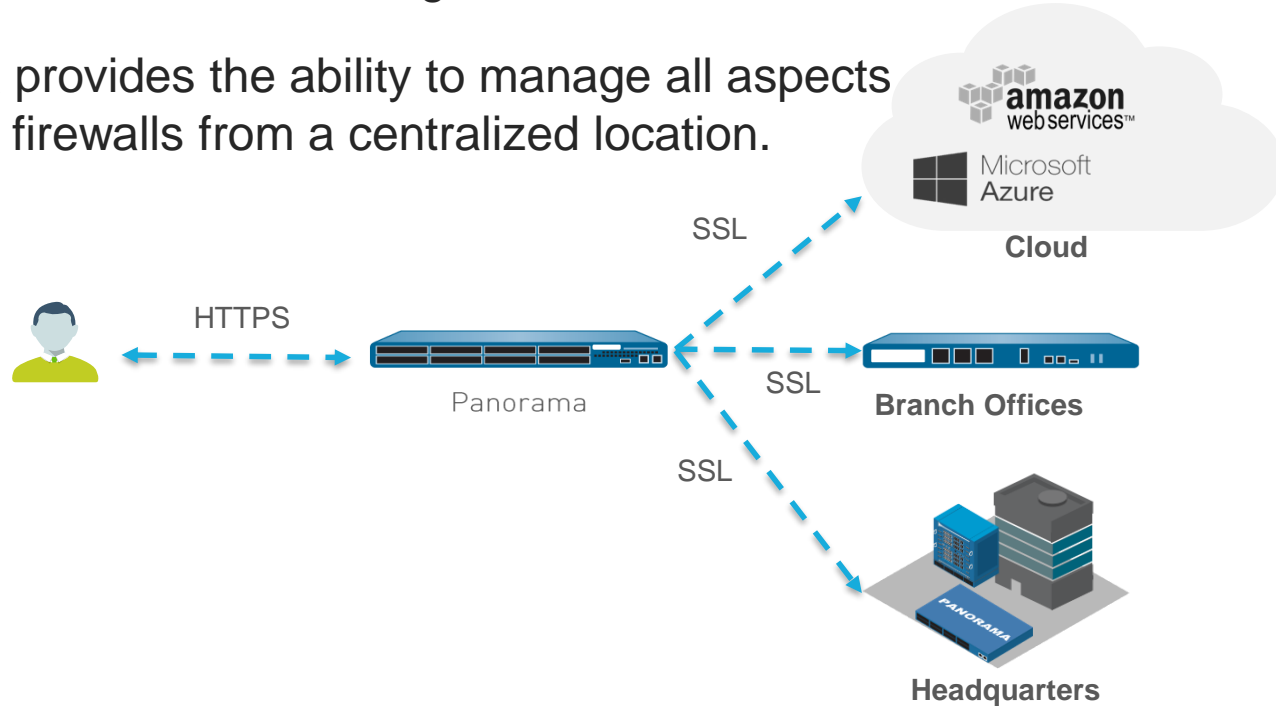 provides the ability to manage all aspects
firewalls from a centralized location.
amazon
web services™
Microsoft
Azure
Cloud
SSL
HTTPS
Panorama
SSL
Branch Offices
SSL
PANORAMA
Headquarters